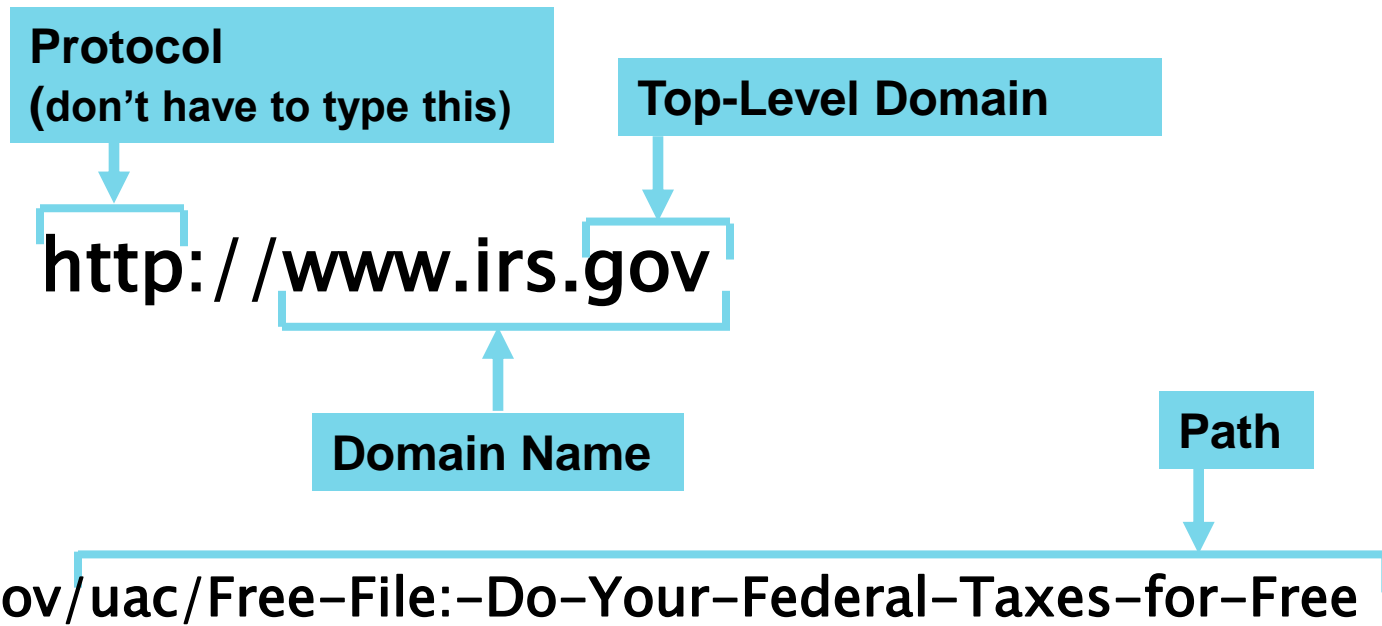 Protocol
(don’t have to type this)
Top-Level Domain
http://www.irs.gov
Domain Name
Path
ov/uac/Free-File:-Do-Your-Federal-Taxes-for-Free